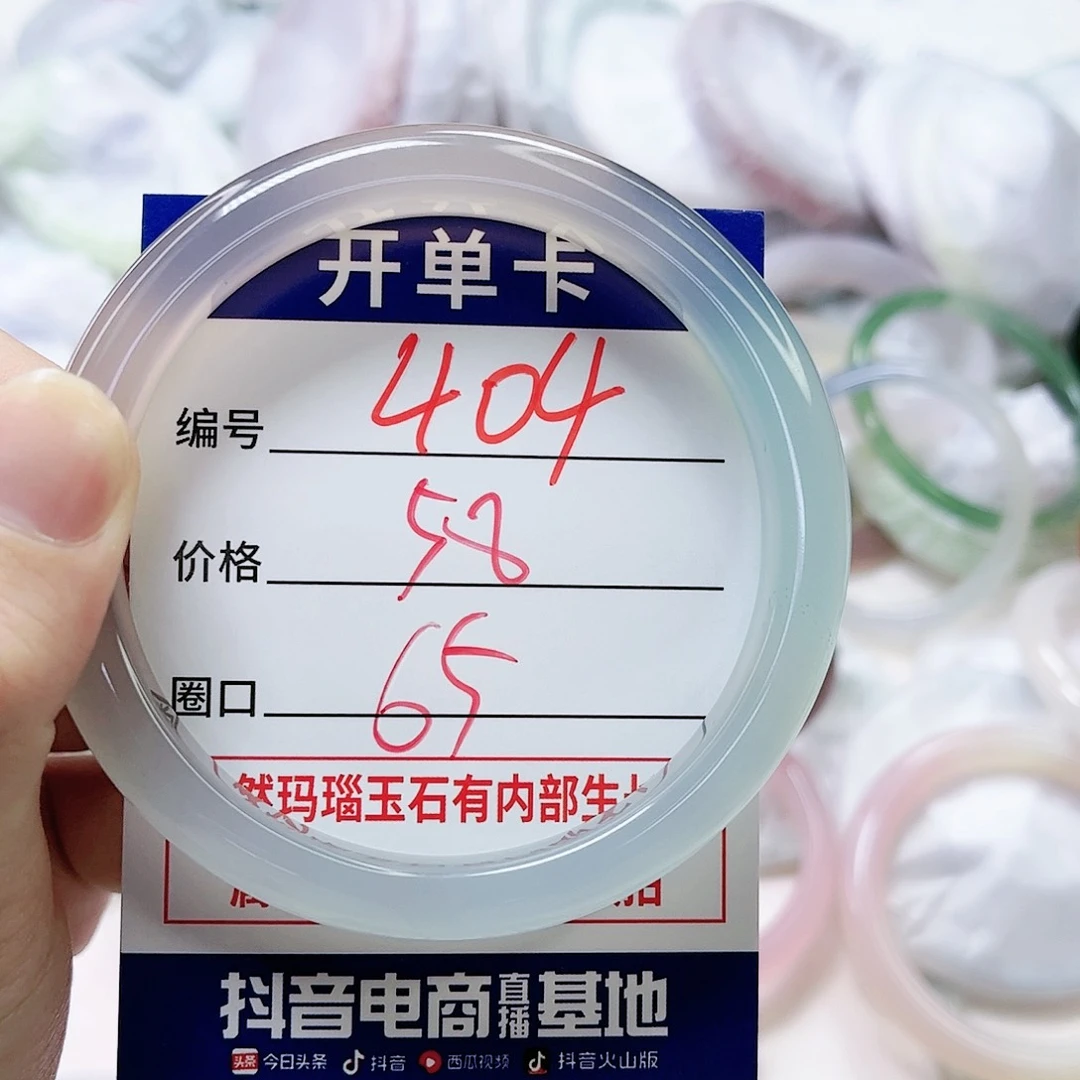 开单卡
编号 404
价格 58
圈口 65
然玛瑙玉石有内部生
抖音电商直播基地
头条 今日头条 抖音 西瓜视频 抖音火山版